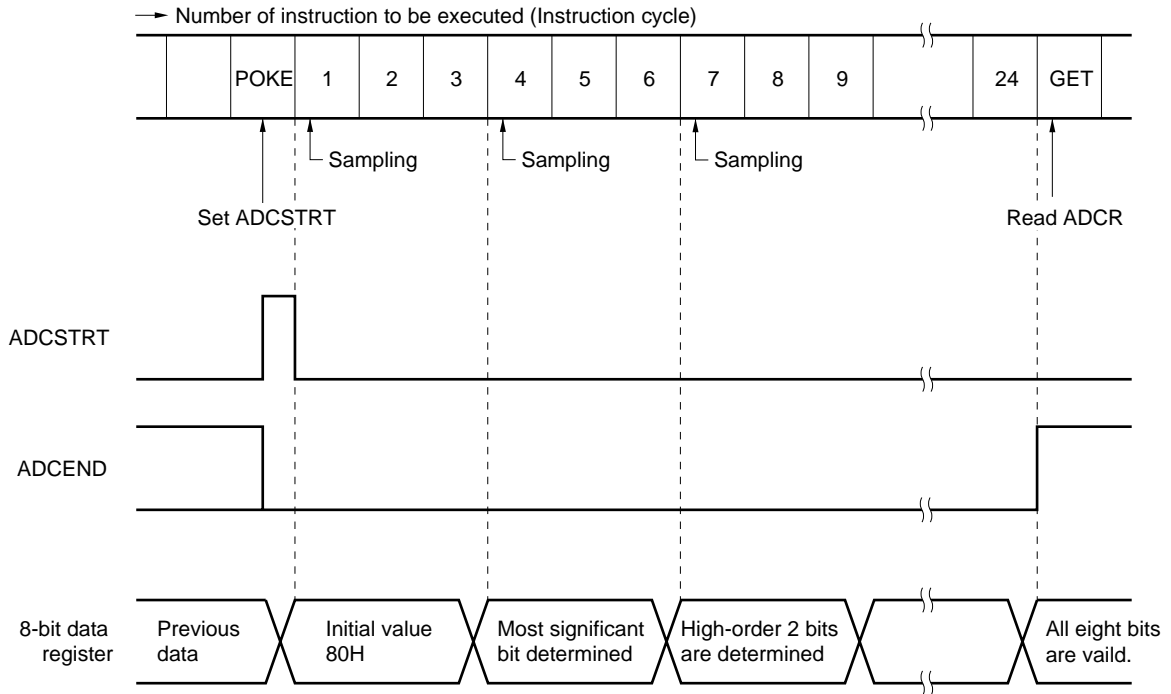 Number of instruction to be executed (Instruction cycle)
POKE 1 2 3 4 5 6 7 8 9 24 GET
Sampling Sampling Sampling
Set ADCSTRT Read ADCR
ADCSTRT
ADCEND
8-bit data
register
Previous
data
Initial value
80H
Most significant
bit determined
High-order 2 bits
are determined
All eight bits
are vaild.